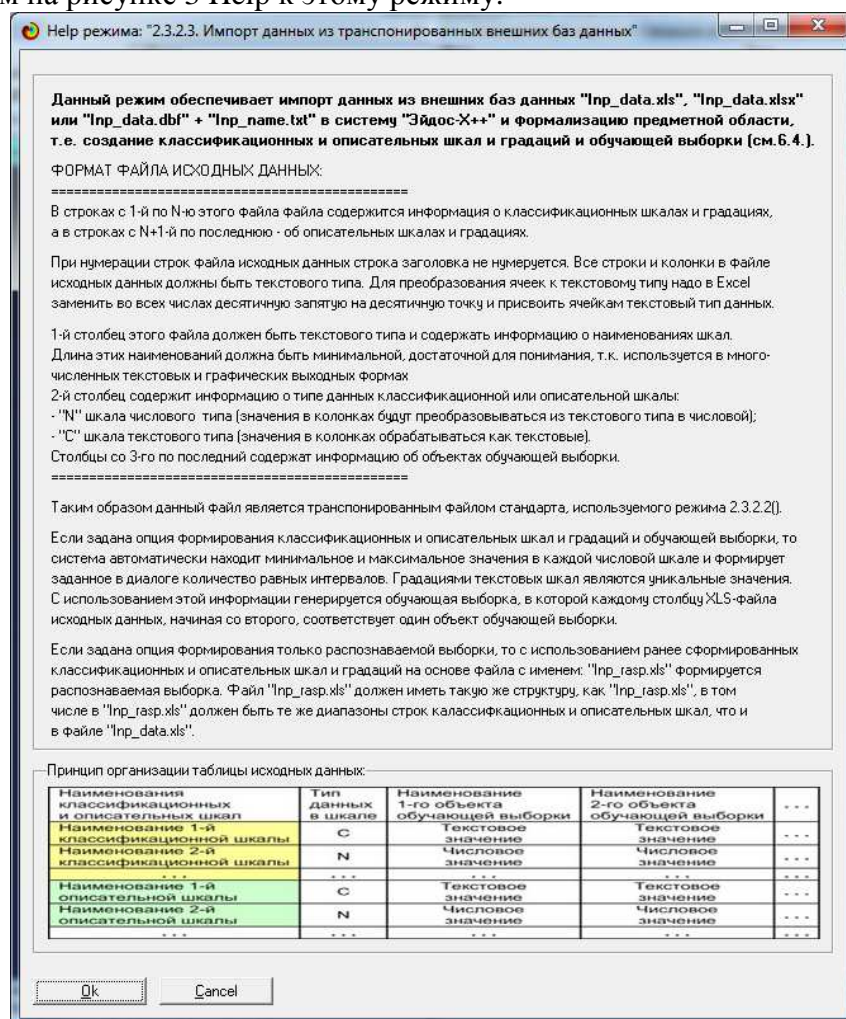 м на рисунке 3 Help к этому режиму:
Help режима: "2.3.2.3. Импорт данных из транспонированных внешних баз данных"
Данный режим обеспечивает импорт данных из внешних баз данных "Inp_data.xls", "Inp_data.xlsx"
или "Inp_data.dbf" + "Inp_name.txt" в систему "Эйдос-X++" и формализацию предметной области,
т.е. создание классификационных и описательных шкал и градаций и обучающей выборки (см.6.4.).
ФОРМАТ ФАЙЛА ИСХОДНЫХ ДАННЫХ:
===============================================
В строках с 1-й по N-ю этого файла файла содержится информация о классификационных шкалах и градациях,
а в строках с N+1-й по последнюю - об описательных шкалах и градациях.
При нумерации строк файла исходных данных строка заголовка не нумеруется. Все строки и колонки в файле
исходных данных должны быть текстового типа. Для преобразования ячеек к текстовому типу надо в Excel
заменить во всех числах десятичную запятую на десятичную точку и присвоить ячейкам текстовый тип данных.
1-й столбец этого файла должен быть текстового типа и содержать информацию о наименованиях шкал.
Длина этих наименований должна быть минимальной, достаточной для понимания, т.к. используется в много-
численных текстовых и графических выходных формах
2-й столбец содержит информацию о типе данных классификационной или описательной шкалы:
- "N" шкала числового типа (значения в колонках будут преобразовываться из текстового типа в числовой);
- "C" шкала текстового типа (значения в колонках обрабатываться как текстовые).
Столбцы со 3-го по последний содержат информацию об объектах обучающей выборки.
===============================================
Таким образом данный файл является транспонированным файлом стандарта, используемого режима 2.3.2.2().
Если задана опция формирования классификационных и описательных шкал и градаций и обучающей выборки, то
система автоматически находит минимальное и максимальное значения в каждой числовой шкале и формирует
заданное в диалоге количество равных интервалов. Градациями текстовых шкал являются уникальные значения.
С использованием этой информации генерируется обучающая выборка, в которой каждому столбцу XLS-файла
исходных данных, начиная со второго, соответствует один объект обучающей выборки.
Если задана опция формирования только распознаваемой выборки, то с использованием ранее сформированных
классификационных и описательных шкал и градаций на основе файла с именем: "Inp_rasp.xls" формируется
распознаваемая выборка. Файл "Inp_rasp.xls" должен иметь такую же структуру, как "Inp_rasp.xls", в том
числе в "Inp_rasp.xls" должен быть те же диапазоны строк калассифкационных и описательных шкал, что и
в файле "Inp_data.xls".
Принцип организации таблицы исходных данных:
Наименования классификационных и описательных шкал Тип данных в шкале Наименование 1-го объекта обучающей выборки Наименование 2-го объекта обучающей выборки ...
Наименование 1-й классификационной шкалы C Текстовое значение Текстовое значение ...
Наименование 2-й классификационной шкалы N Числовое значение Числовое значение ...
... ... ... ... ...
Наименование 1-й описательной шкалы C Текстовое значение Текстовое значение ...
Наименование 2-й описательной шкалы N Числовое значение Числовое значение ...
... ... ... ... ...
Ok Cancel